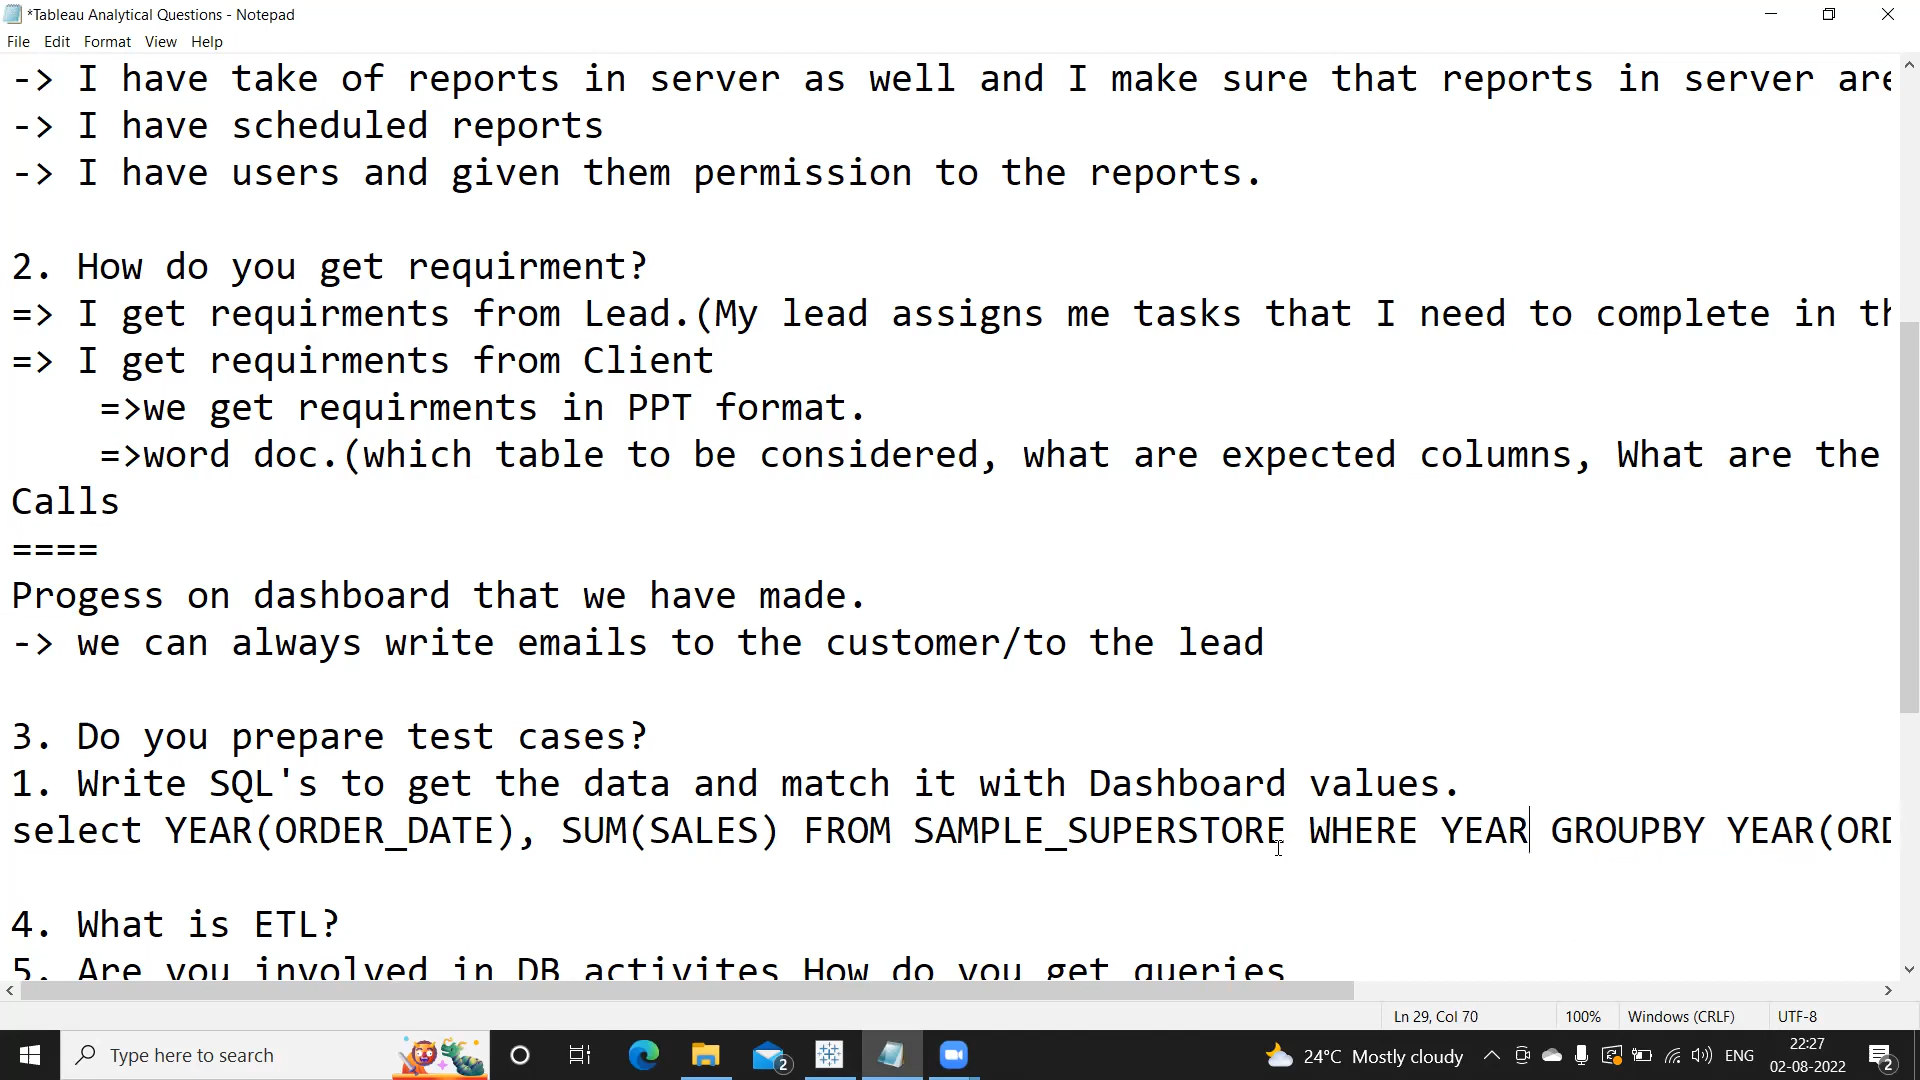 *Tableau Analytical Questions - Notepad
File Edit Format View Help
-> I have take of reports in server as well and I make sure that reports in server are
-> I have scheduled reports
-> I have users and given them permission to the reports.
2. How do you get requirment?
=> I get requirments from Lead.(My lead assigns me tasks that I need to complete in th
=> I get requirments from Client
=>we get requirments in PPT format.
=>word doc.(which table to be considered, what are expected columns, What are the
Calls
====
Progess on dashboard that we have made.
-> we can always write emails to the customer/to the lead
3. Do you prepare test cases?
1. Write SQL's to get the data and match it with Dashboard values.
select YEAR(ORDER_DATE), SUM(SALES) FROM SAMPLE_SUPERSTORE WHERE YEAR GROUPBY YEAR(ORD
4. What is ETL?
5. Are you involved in DB activites How do you get queries
Ln 29, Col 70 100% Windows (CRLF) UTF-8
Type here to search
2
24°C Mostly cloudy
ENG
22:27
02-08-2022
2